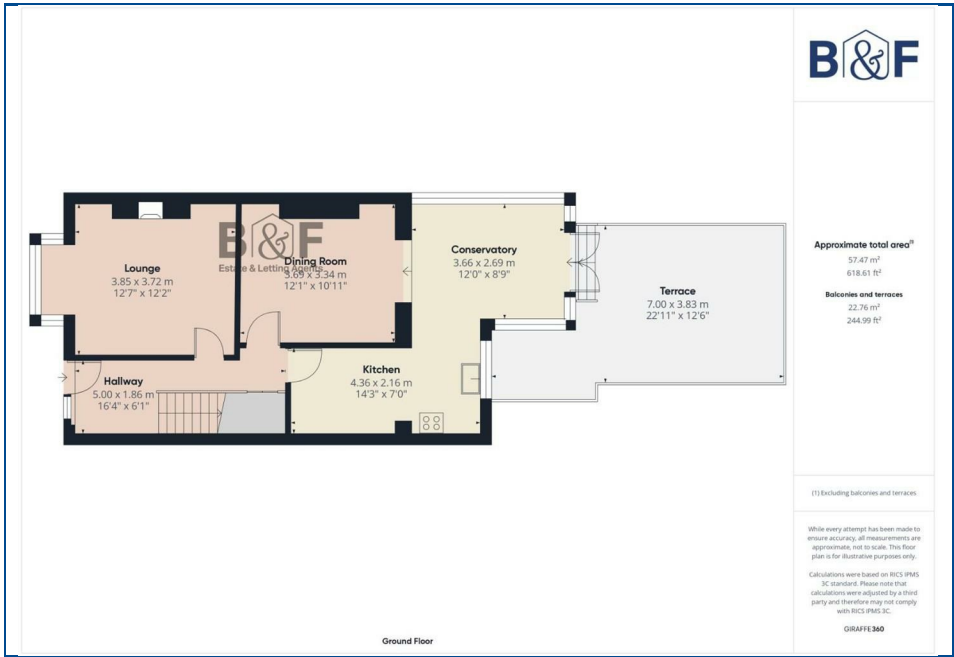 B&F
Approximate total area(1)
57.47 m²
618.61 ft²
Balconies and terraces
22.76 m²
244.99 ft²
Lounge
3.85 x 3.72 m
12'7" x 12'2"
B&F
Estate & Letting Agents
Dining Room
3.69 x 3.34 m
12'1" x 10'11"
Conservatory
3.66 x 2.69 m
12'0" x 8'9"
Terrace
7.00 x 3.83 m
22'11" x 12'6"
Hallway
5.00 x 1.86 m
16'4" x 6'1"
Kitchen
4.36 x 2.16 m
14'3" x 7'0"
(1) Excluding balconies and terraces
While every attempt has been made to
ensure accuracy, all measurements are
approximate, not to scale. This floor
plan is for illustrative purposes only.
Calculations were based on RICS IPMS
3C standard. Please note that
calculations were adjusted by a third
party and therefore may not comply
with RICS IPMS 3C.
GIRAFFE360
Ground Floor